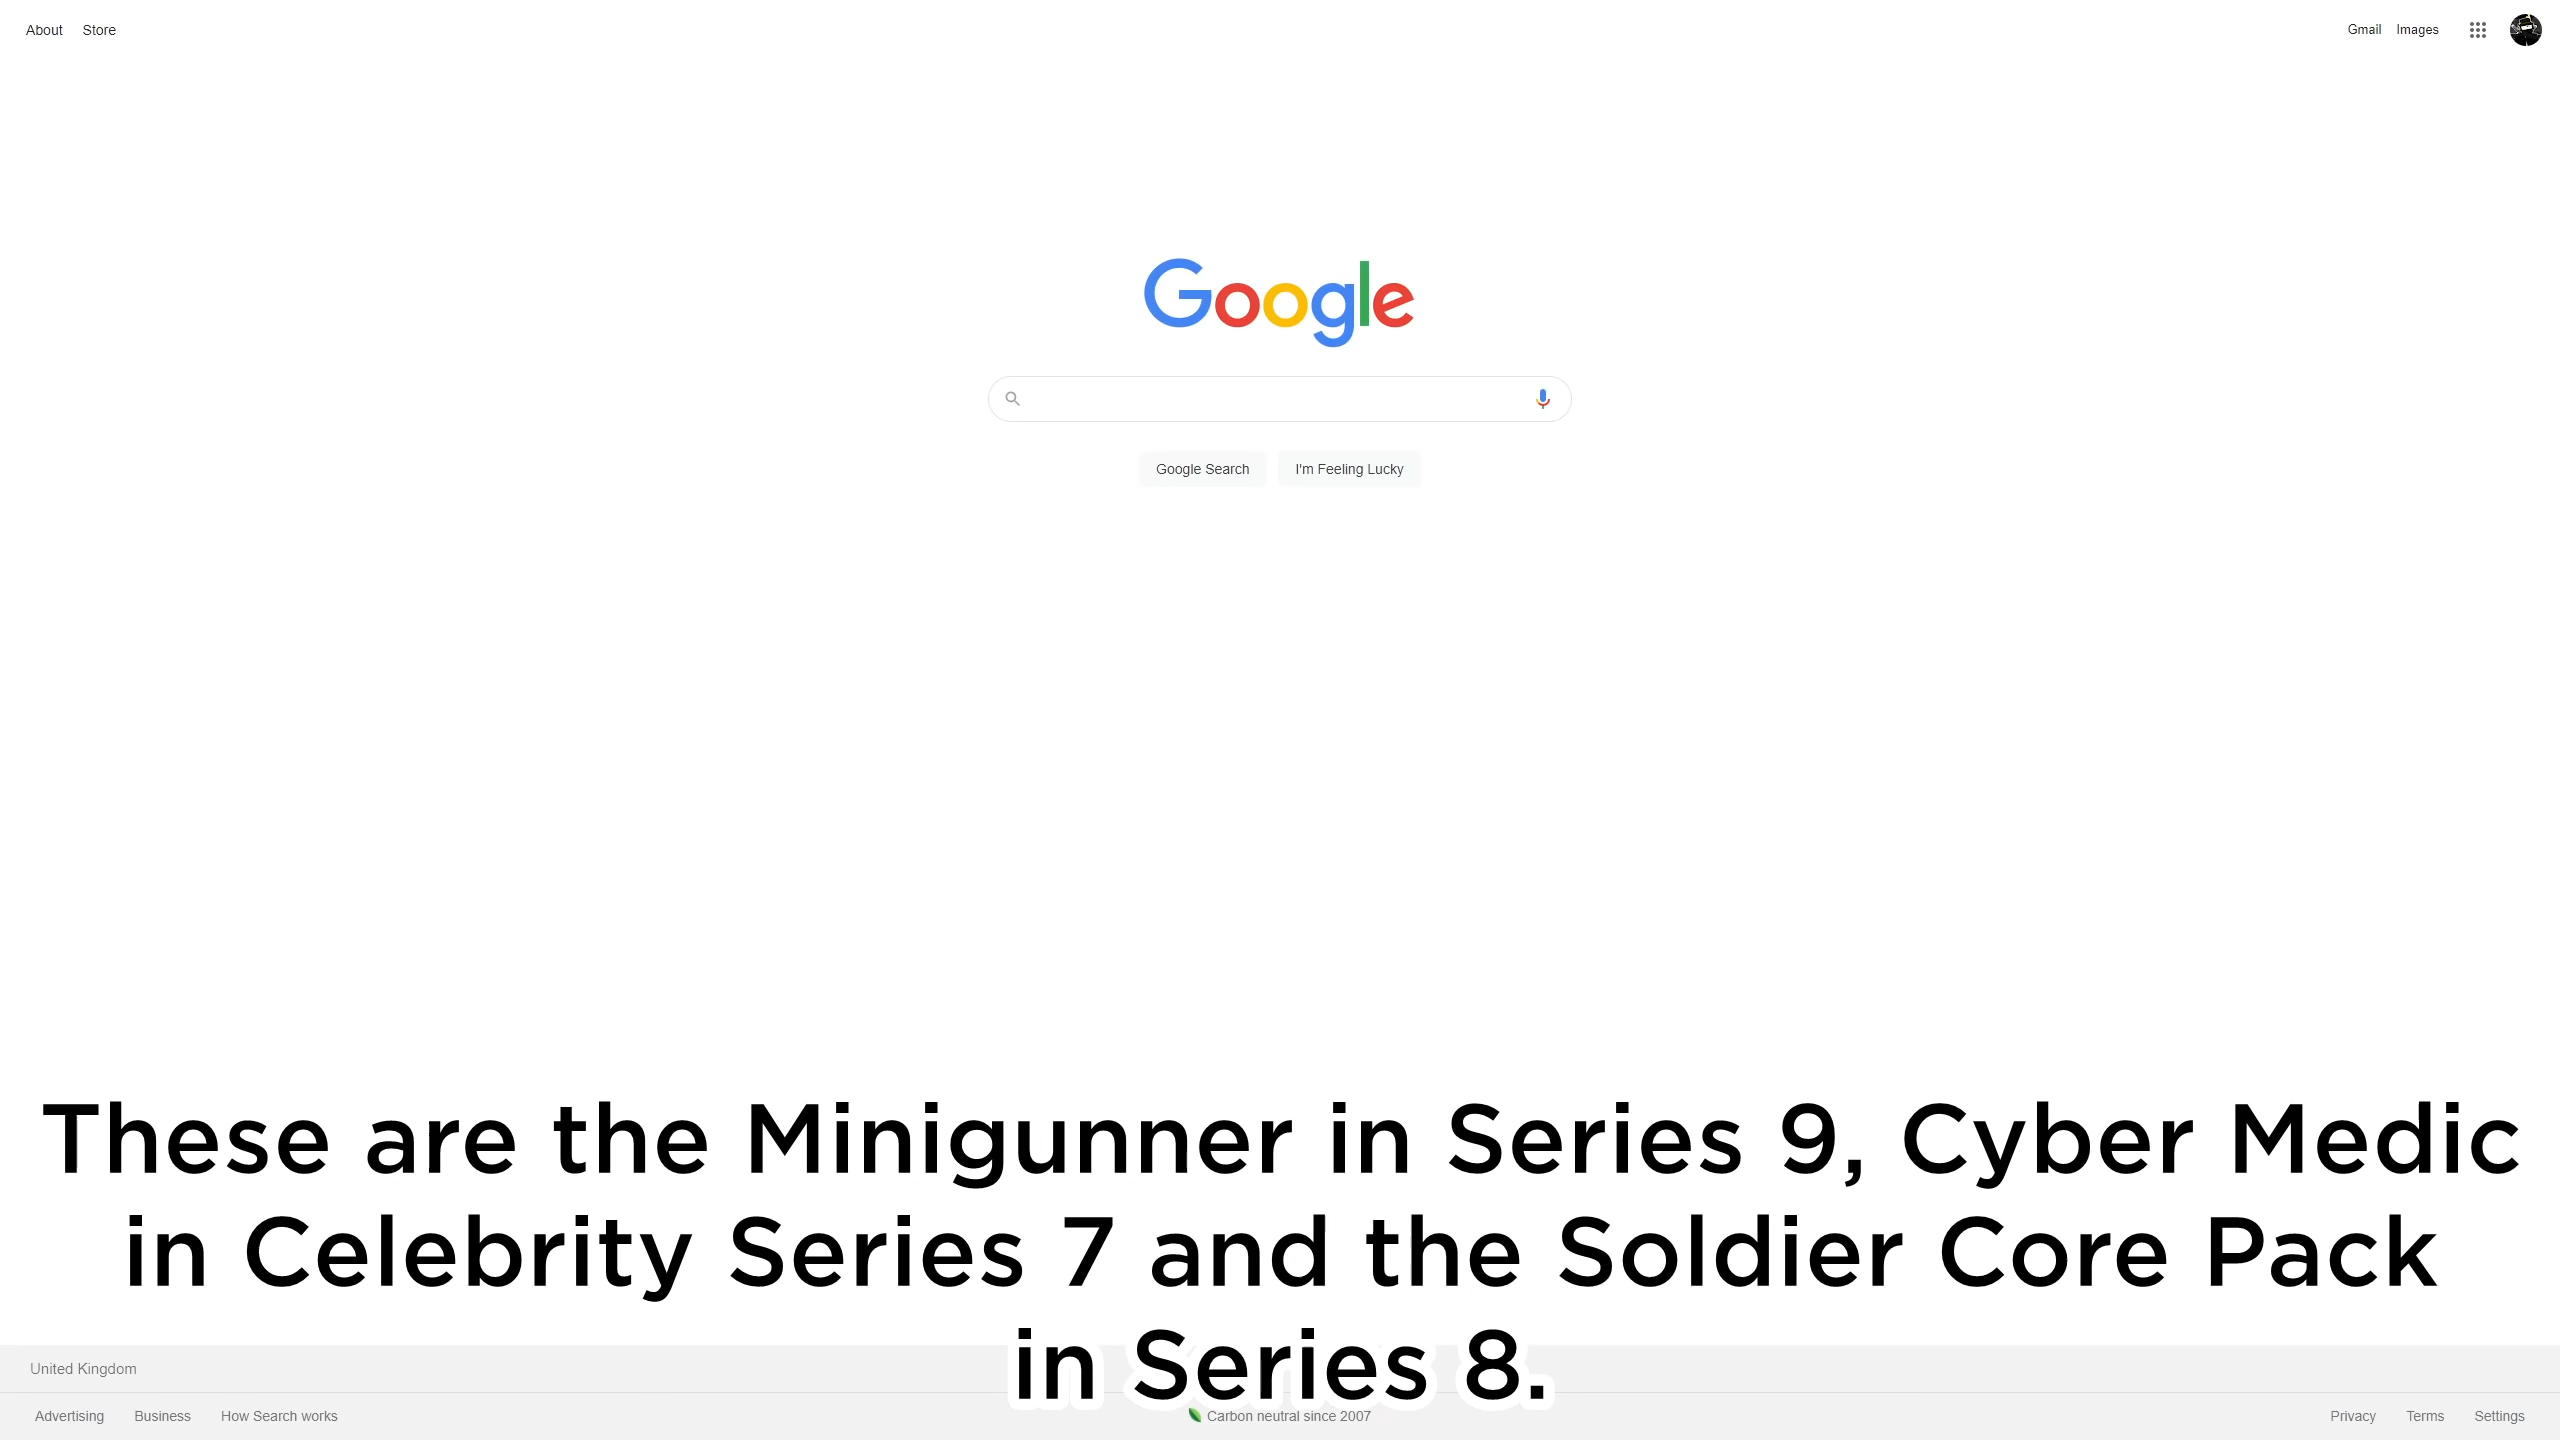 About Store
Gmail Images
Google
Google Search I'm Feeling Lucky
These are the Minigunner in Series 9, Cyber Medic
in Celebrity Series 7 and the Soldier Core Pack
in Series 8.
United Kingdom
Advertising Business How Search works
Carbon neutral since 2007
Privacy Terms Settings